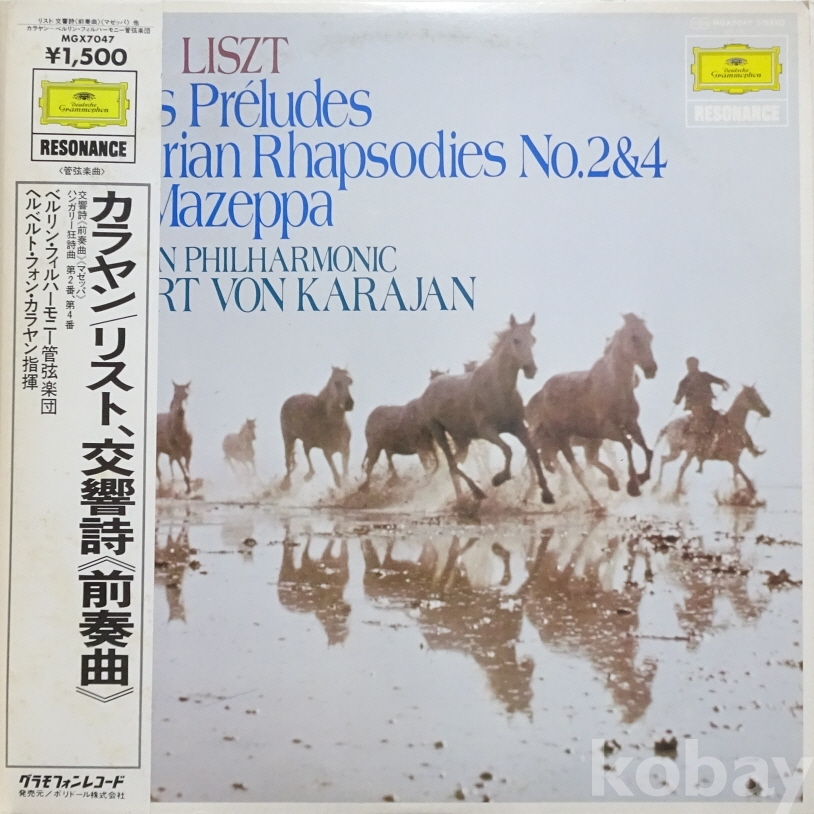 リスト 交響詩《前奏曲》《マゼッパ》 他
カラヤン─ベルリン・フィルハーモニー管弦楽団
MGX7047
¥1,500
Deutsche
Grammophon
RESONANCE
〈管弦楽曲〉
カラヤン/リスト、交響詩《前奏曲》
交響詩《前奏曲》《マゼッパ》
ハンガリー狂詩曲 第2番、第4番
ベルリン・フィルハーモニー管弦楽団
ヘルベルト・フォン・カラヤン指揮
グラモフォンレコード
発売元/ポリドール株式会社
LISZT
s Préludes
rian Rhapsodies No.2&4
Mazeppa
N PHILHARMONIC
RT VON KARAJAN
MGX7047 STEREO
Deutsche
Grammophon
RESONANCE
kobay